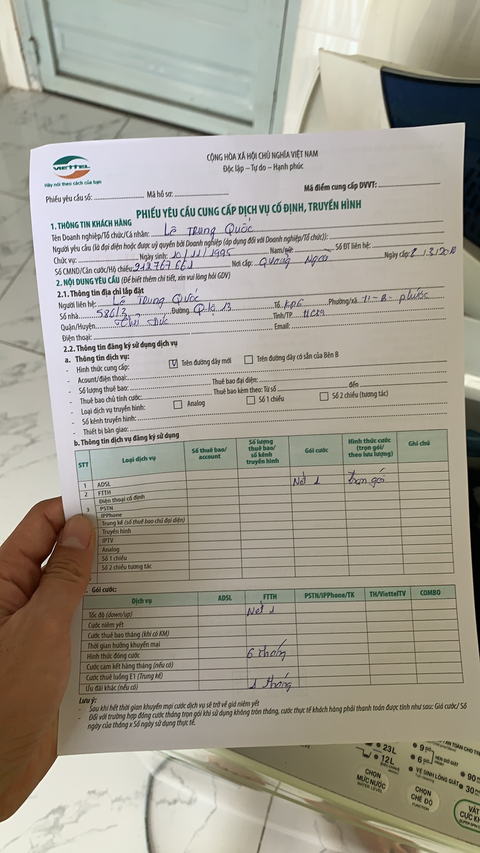 VIETTEL
Hãy nói theo cách của bạn
CỘNG HÒA XÃ HỘI CHỦ NGHĨA VIỆT NAM
Độc lập – Tự do – Hạnh phúc
Phiếu yêu cầu số: Mã hồ sơ: Mã điểm cung cấp DVVT:
PHIẾU YÊU CẦU CUNG CẤP DỊCH VỤ CỐ ĐỊNH, TRUYỀN HÌNH
1. THÔNG TIN KHÁCH HÀNG
Tên Doanh nghiệp/Tổ chức/Cá nhân: Lê Trung Quốc
Người yêu cầu (là đại diện hoặc được uỷ quyền bởi Doanh nghiệp (áp dụng đối với Doanh nghiệp/Tổ chức)):
Chức vụ: Ngày sinh: 10/11/1995 Nam/nữ: Số ĐT liên hệ:
Số CMND/Căn cước/Hộ chiếu: 212767661 Nơi cấp: Quảng Ngãi Ngày cấp:
2. NỘI DUNG YÊU CẦU (Để biết thêm chi tiết, xin vui lòng hỏi GDV)
2.1. Thông tin địa chỉ lắp đặt
Người liên hệ: Lê Trung Quốc
Số nhà: 586/3 Đường: QLộ 13 Tổ: KP6 Phường/xã: H-B-phước
Quận/Huyện: Thủ Đức Tỉnh/TP: HCM
Điện thoại: Email:
2.2. Thông tin đăng ký sử dụng dịch vụ
a. Thông tin dịch vụ:
- Hình thức cung cấp: V Trên đường dây mới Trên đường dây có sẵn của Bên B
- Acount/điện thoại:
- Số lượng thuê bao: Thuê bao đại diện:
- Thuê bao chủ tính cước: Thuê bao kèm theo: Từ số đến
- Loại dịch vụ truyền hình: Analog Số 1 chiều Số 2 chiều (tương tác)
- Số kênh truyền hình:
- Thiết bị bàn giao:
b. Thông tin dịch vụ đăng ký sử dụng
STT Loại dịch vụ Số thuê bao/ account Số lượng thuê bao/ số kênh truyền hình Gói cước Hình thức cước (trọn gói/ theo lưu lượng) Ghi chú
1 ADSL Net 1 trọn gói
2 FTTH
Điện thoại cố định
3 PSTN
IPPhone
Trung kế (số thuê bao chủ đại diện)
Truyền hình
IPTV
Analog
Số 1 chiều
Số 2 chiều tương tác
Gói cước:
Dịch vụ ADSL FTTH PSTN/IPPhone/TK TH/ViettelTV COMBO
Tốc độ (down/up) Net 1
Cước niêm yết
Cước thuê bao tháng (khi có KM)
Thời gian hưởng khuyến mại
Hình thức đóng cước 6 tháng
Cước cam kết hàng tháng (nếu có)
Cước thuê luồng E1 (Trung kế)
Ưu đãi khác (nếu có) 1 tháng
Lưu ý:
- Sau khi hết thời gian khuyến mại cước dịch vụ sẽ trở về giá niêm yết
- Đối với trường hợp đóng cước tháng trọn gói khi sử dụng không tròn tháng, cước thực tế khách hàng phải thanh toán được tính như sau: Giá cước/ Số
ngày của tháng x Số ngày sử dụng thực tế.
23L
12L
9
6
90
30
VỆ SINH LỒNG GIẶT
CHỌN MỨC NƯỚC
WATER LEVEL
CHỌN CHẾ ĐỘ
FUNCTION